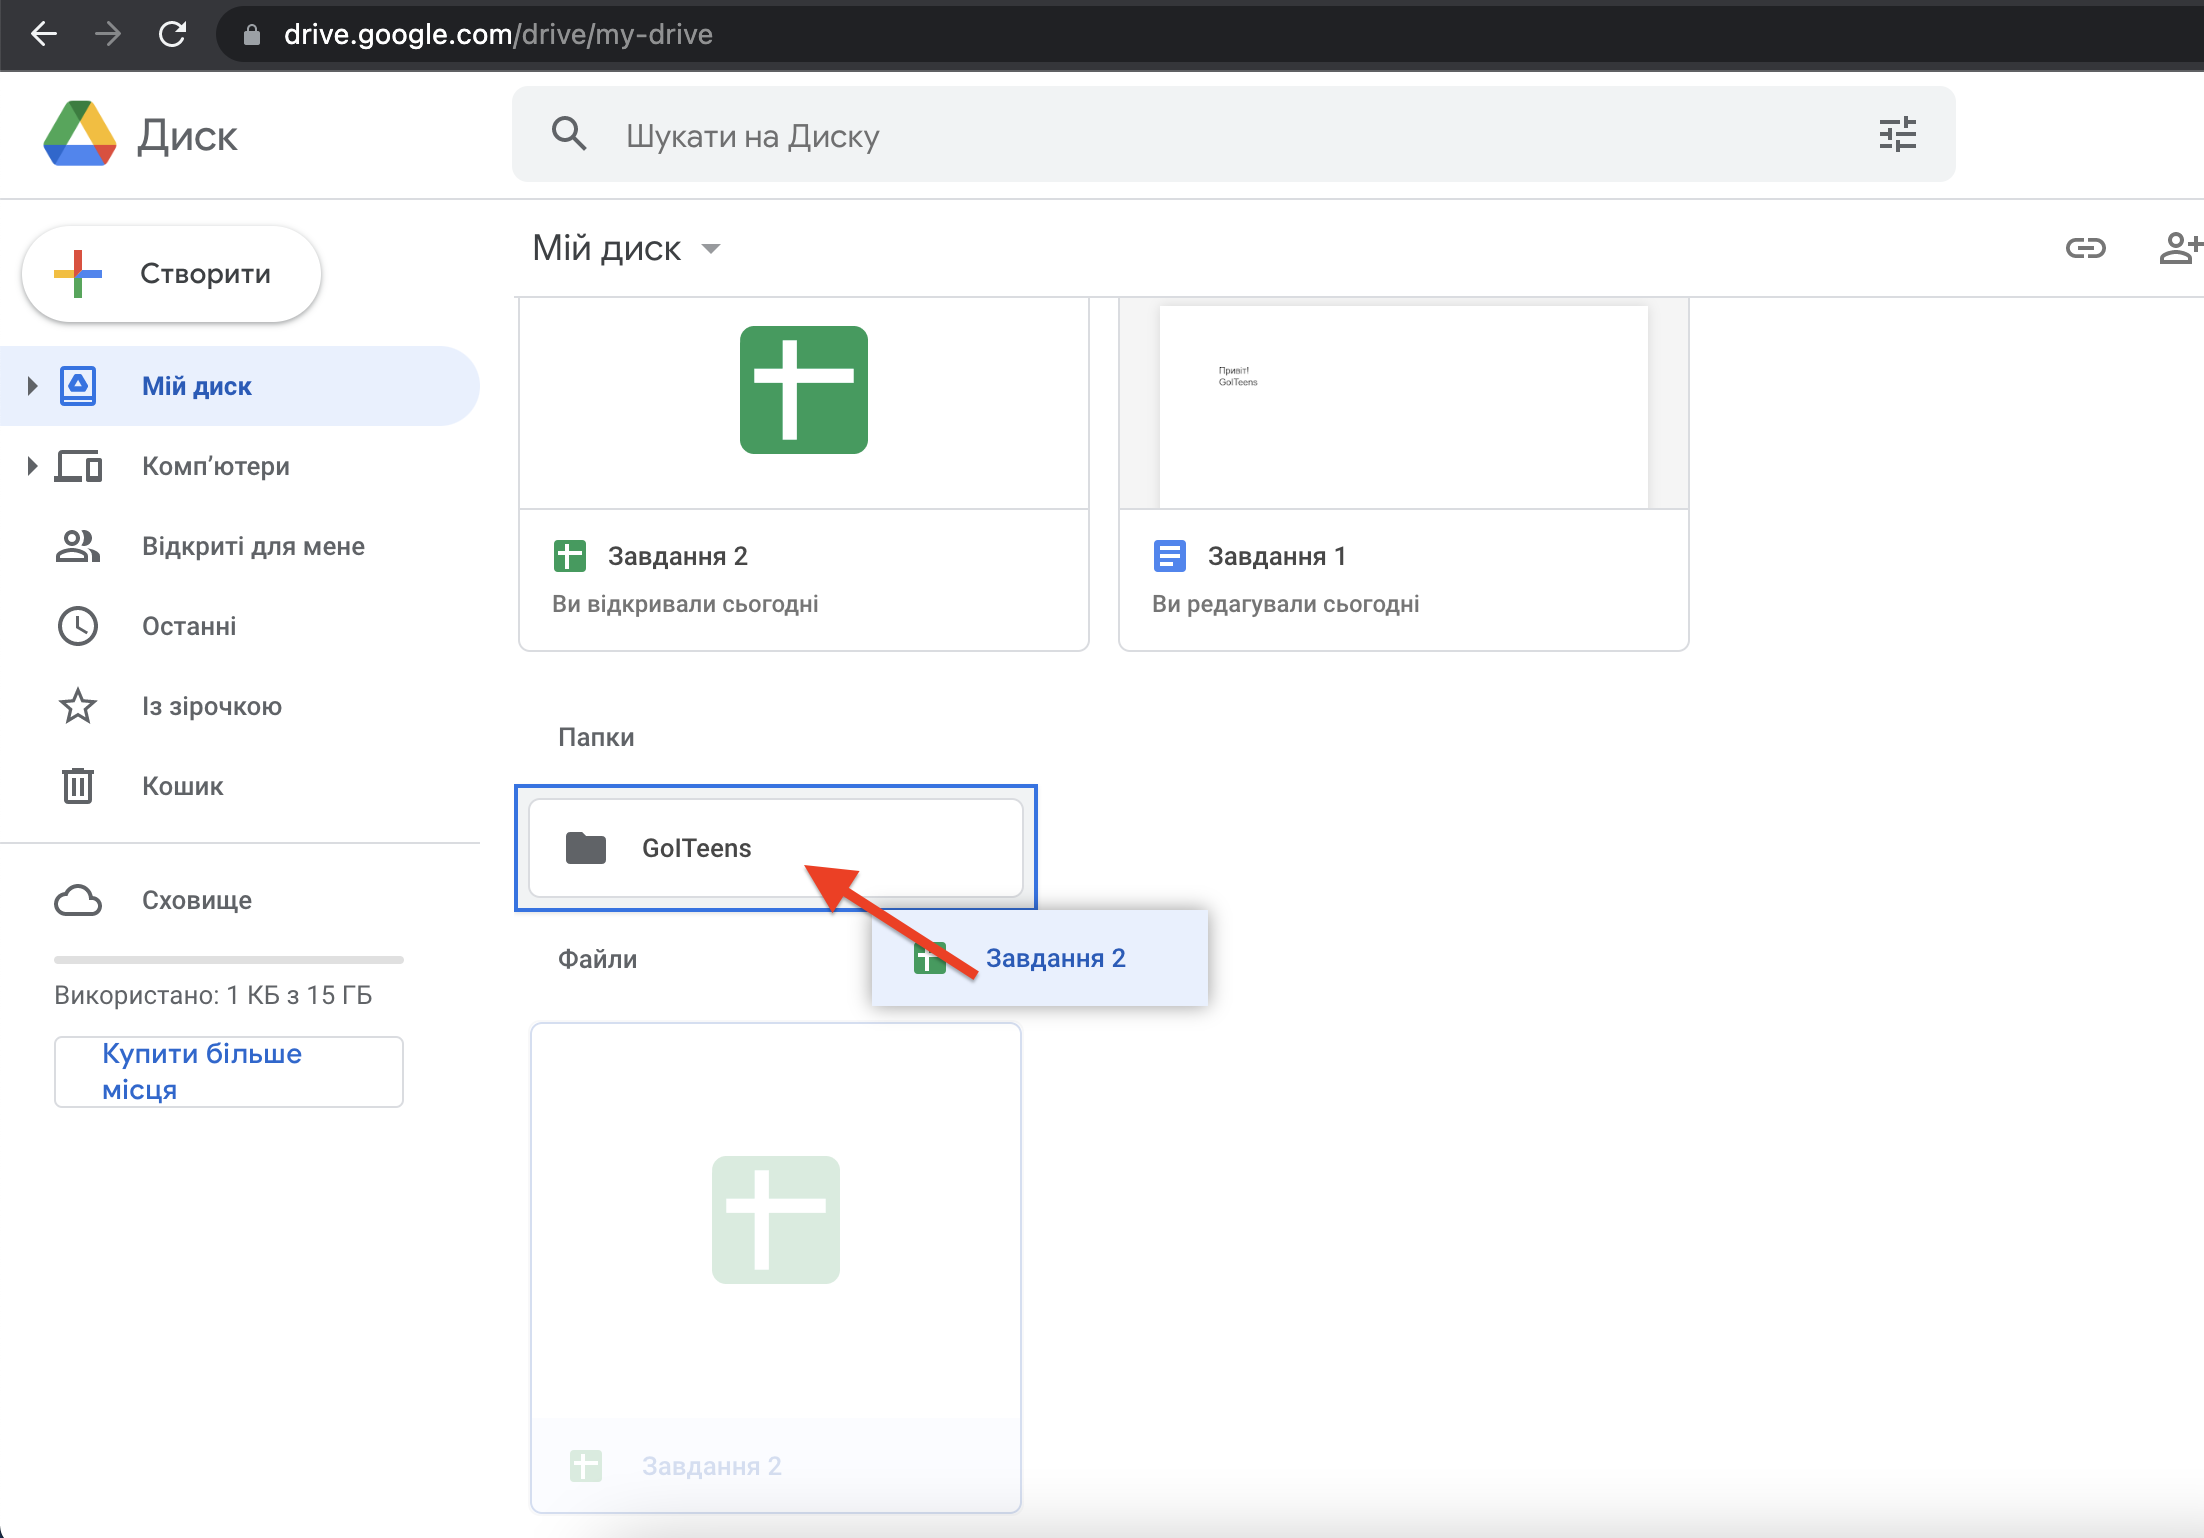 drive.google.com/drive/my-drive
Диск
Шукати на Диску
Створити
Мій диск
Мій диск
Комп’ютери
Відкриті для мене
Останні
Із зірочкою
Кошик
Сховище
Використано: 1 КБ з 15 ГБ
Купити більше
місця
Привіт!
GoITeens
Завдання 2
Ви відкривали сьогодні
Завдання 1
Ви редагували сьогодні
Папки
GoITeens
Файли
Завдання 2
Завдання 2